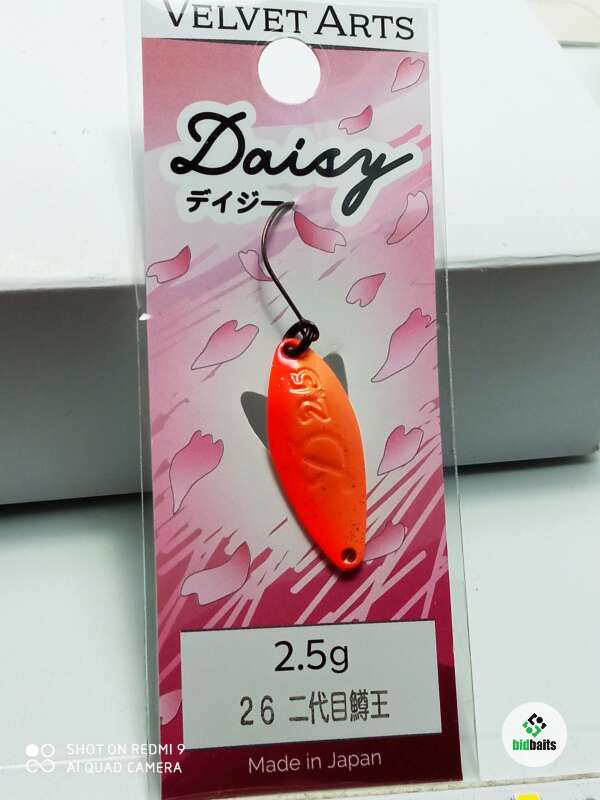 VELVET ARTS
Daisy
デイジー
2.5
2.5g
26 二代目鱒王
Made in Japan
SHOT ON REDMI 9
AI QUAD CAMERA
bidbaits